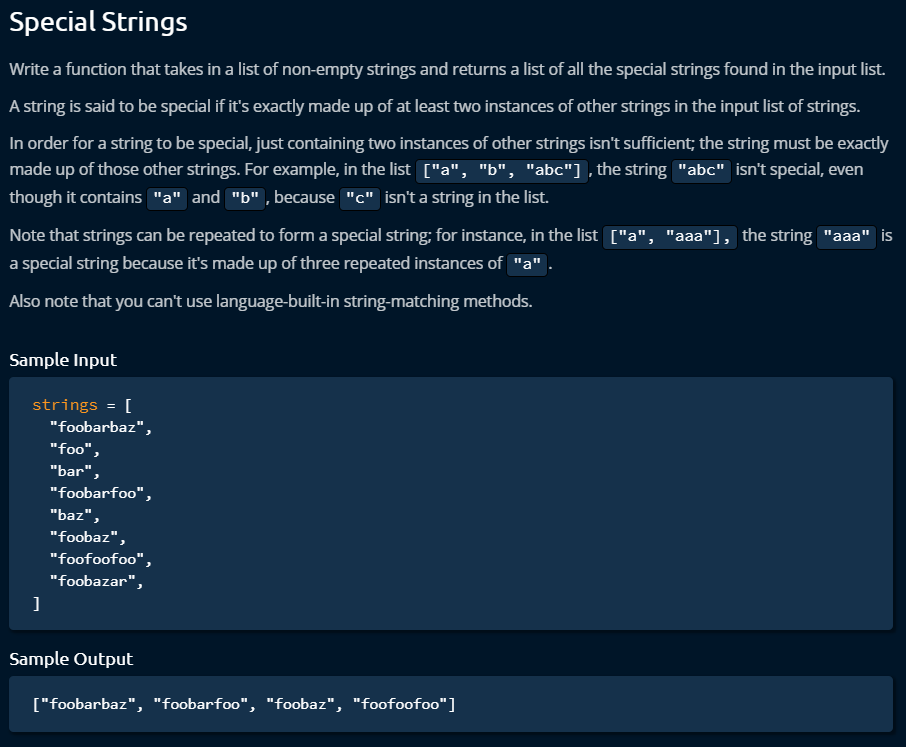 Special Strings
Write a function that takes in a list of non-empty strings and returns a list of all the special strings found in the input list.
A string is said to be special if it's exactly made up of at least two instances of other strings in the input list of strings.
In order for a string to be special, just containing two instances of other strings isn't sufficient; the string must be exactly
made up of those other strings. For example, in the list ["a", "b", "abc"], the string "abc" isn't special, even
though it contains "a" and "b", because "c" isn't a string in the list.
Note that strings can be repeated to form a special string; for instance, in the list ["a", "aaa"], the string "aaa" is
a special string because it's made up of three repeated instances of "a".
Also note that you can't use language-built-in string-matching methods.
Sample Input
strings = [
"foobarbaz",
"foo",
"bar",
"foobarfoo",
"baz",
"foobaz",
"foofoofoo",
"foobazar",
]
Sample Output
["foobarbaz", "foobarfoo", "foobaz", "foofoofoo"]